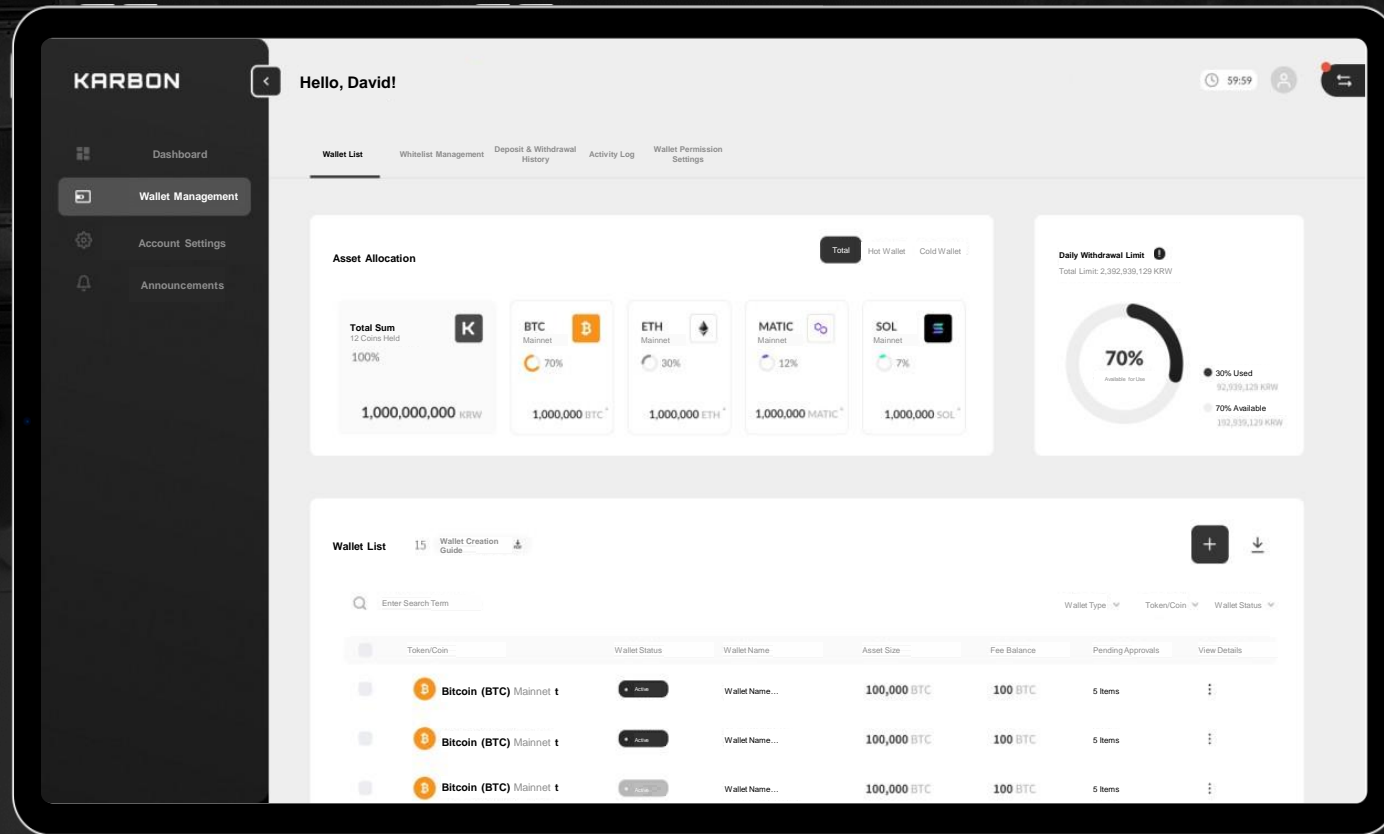 KARBON
Hello, David!
59:59
Dashboard
Wallet Management
Account Settings
Announcements
Wallet List
Whitelist Management
Deposit & Withdrawal
History
Activity Log
Wallet Permission
Settings
Asset Allocation
Total
Hot Wallet
Cold Wallet
Total Sum
12 Coins Held
100%
1,000,000,000 KRW
BTC
Mainnet
70%
1,000,000 BTC
ETH
Mainnet
30%
1,000,000 ETH
MATIC
Mainnet
12%
1,000,000 MATIC
SOL
Mainnet
7%
1,000,000 SOL
Daily Withdrawal Limit
Total Limit: 2,392,939,129 KRW
70%
Available for Use
30% Used
92,939,129 KRW
70% Available
192,939,129 KRW
Wallet List
15
Wallet Creation
Guide
Enter Search Term
Wallet Type
Token/Coin
Wallet Status
Token/Coin Wallet Status Wallet Name Asset Size Fee Balance Pending Approvals View Details
Bitcoin (BTC) Mainnet t Active Wallet Name... 100,000 BTC 100 BTC 5 Items
Bitcoin (BTC) Mainnet t Active Wallet Name... 100,000 BTC 100 BTC 5 Items
Bitcoin (BTC) Mainnet t Active Wallet Name... 100,000 BTC 100 BTC 5 Items